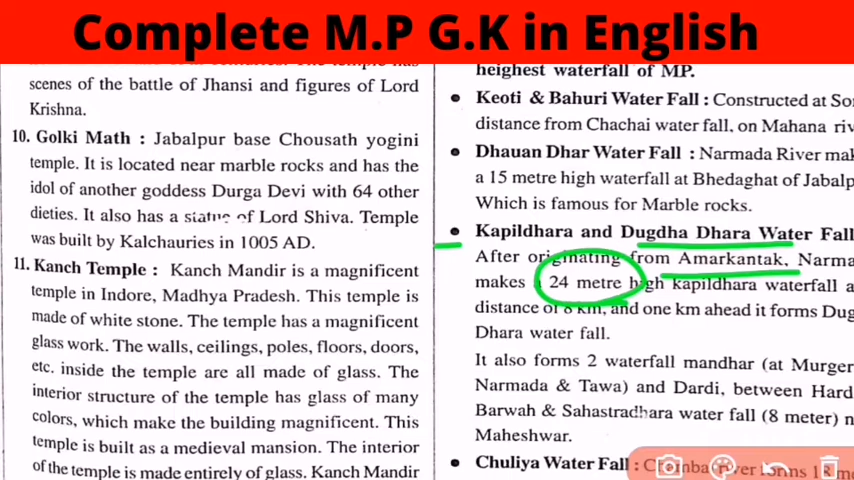 Complete M.P G.K in English
scenes of the battle of Jhansi and figures of Lord
Krishna.
10. Golki Math : Jabalpur base Chousath yogini
temple. It is located near marble rocks and has the
idol of another goddess Durga Devi with 64 other
dieties. It also has a statue of Lord Shiva. Temple
was built by Kalchauries in 1005 AD.
11. Kanch Temple : Kanch Mandir is a magnificent
temple in Indore, Madhya Pradesh. This temple is
made of white stone. The temple has a magnificent
glass work. The walls, ceilings, poles, floors, doors,
etc. inside the temple are all made of glass. The
interior structure of the temple has glass of many
colors, which make the building magnificent. This
temple is built as a medieval mansion. The interior
of the temple is made entirely of glass. Kanch Mandir
heighest waterfall of MP.
• Keoti & Bahuri Water Fall : Constructed at So
distance from Chachai water fall, on Mahana riv
• Dhauan Dhar Water Fall : Narmada River mak
a 15 metre high waterfall at Bhedaghat of Jabalp
Which is famous for Marble rocks.
• Kapildhara and Dugdha Dhara Water Fall
After originating from Amarkantak, Narma
makes a 24 metre high kapildhara waterfall a
distance of 8 km, and one km ahead it forms Dug
Dhara water fall.
It also forms 2 waterfall mandhar (at Murger
Narmada & Tawa) and Dardi, between Hard
Barwah & Sahastradhara water fall (8 meter) n
Maheshwar.
• Chuliya Water Fall : Chamba river forms 18 me